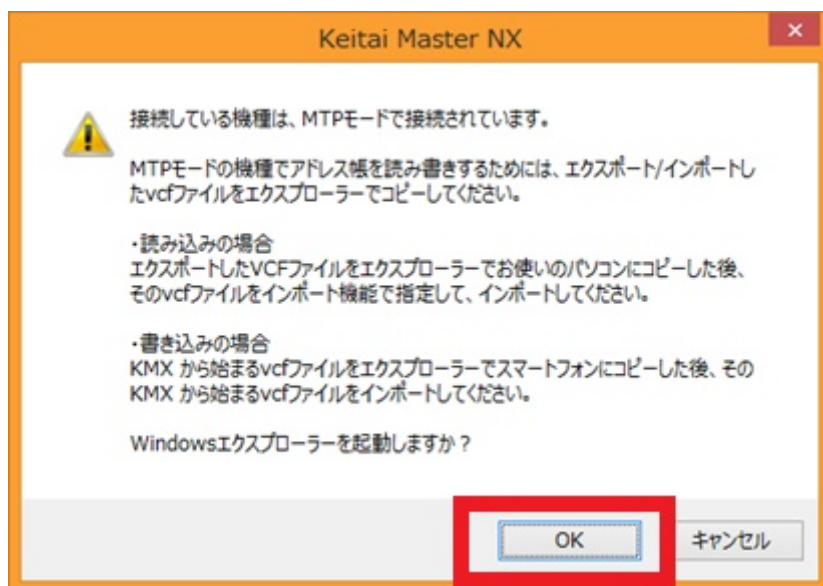 Keitai Master NX
接続している機種は、MTPモードで接続されています。
MTPモードの機種でアドレス帳を読み書きするためには、エクスポート/インポートし
たvcfファイルをエクスプローラーでコピーしてください。
・読み込みの場合
エクスポートしたVCFファイルをエクスプローラーでお使いのパソコンにコピーした後、
そのvcfファイルをインポート機能で指定して、インポートしてください。
・書き込みの場合
KMX から始まるvcfファイルをエクスプローラーでスマートフォンにコピーした後、その
KMX から始まるvcfファイルをインポートしてください。
Windowsエクスプローラーを起動しますか？
OK
キャンセル